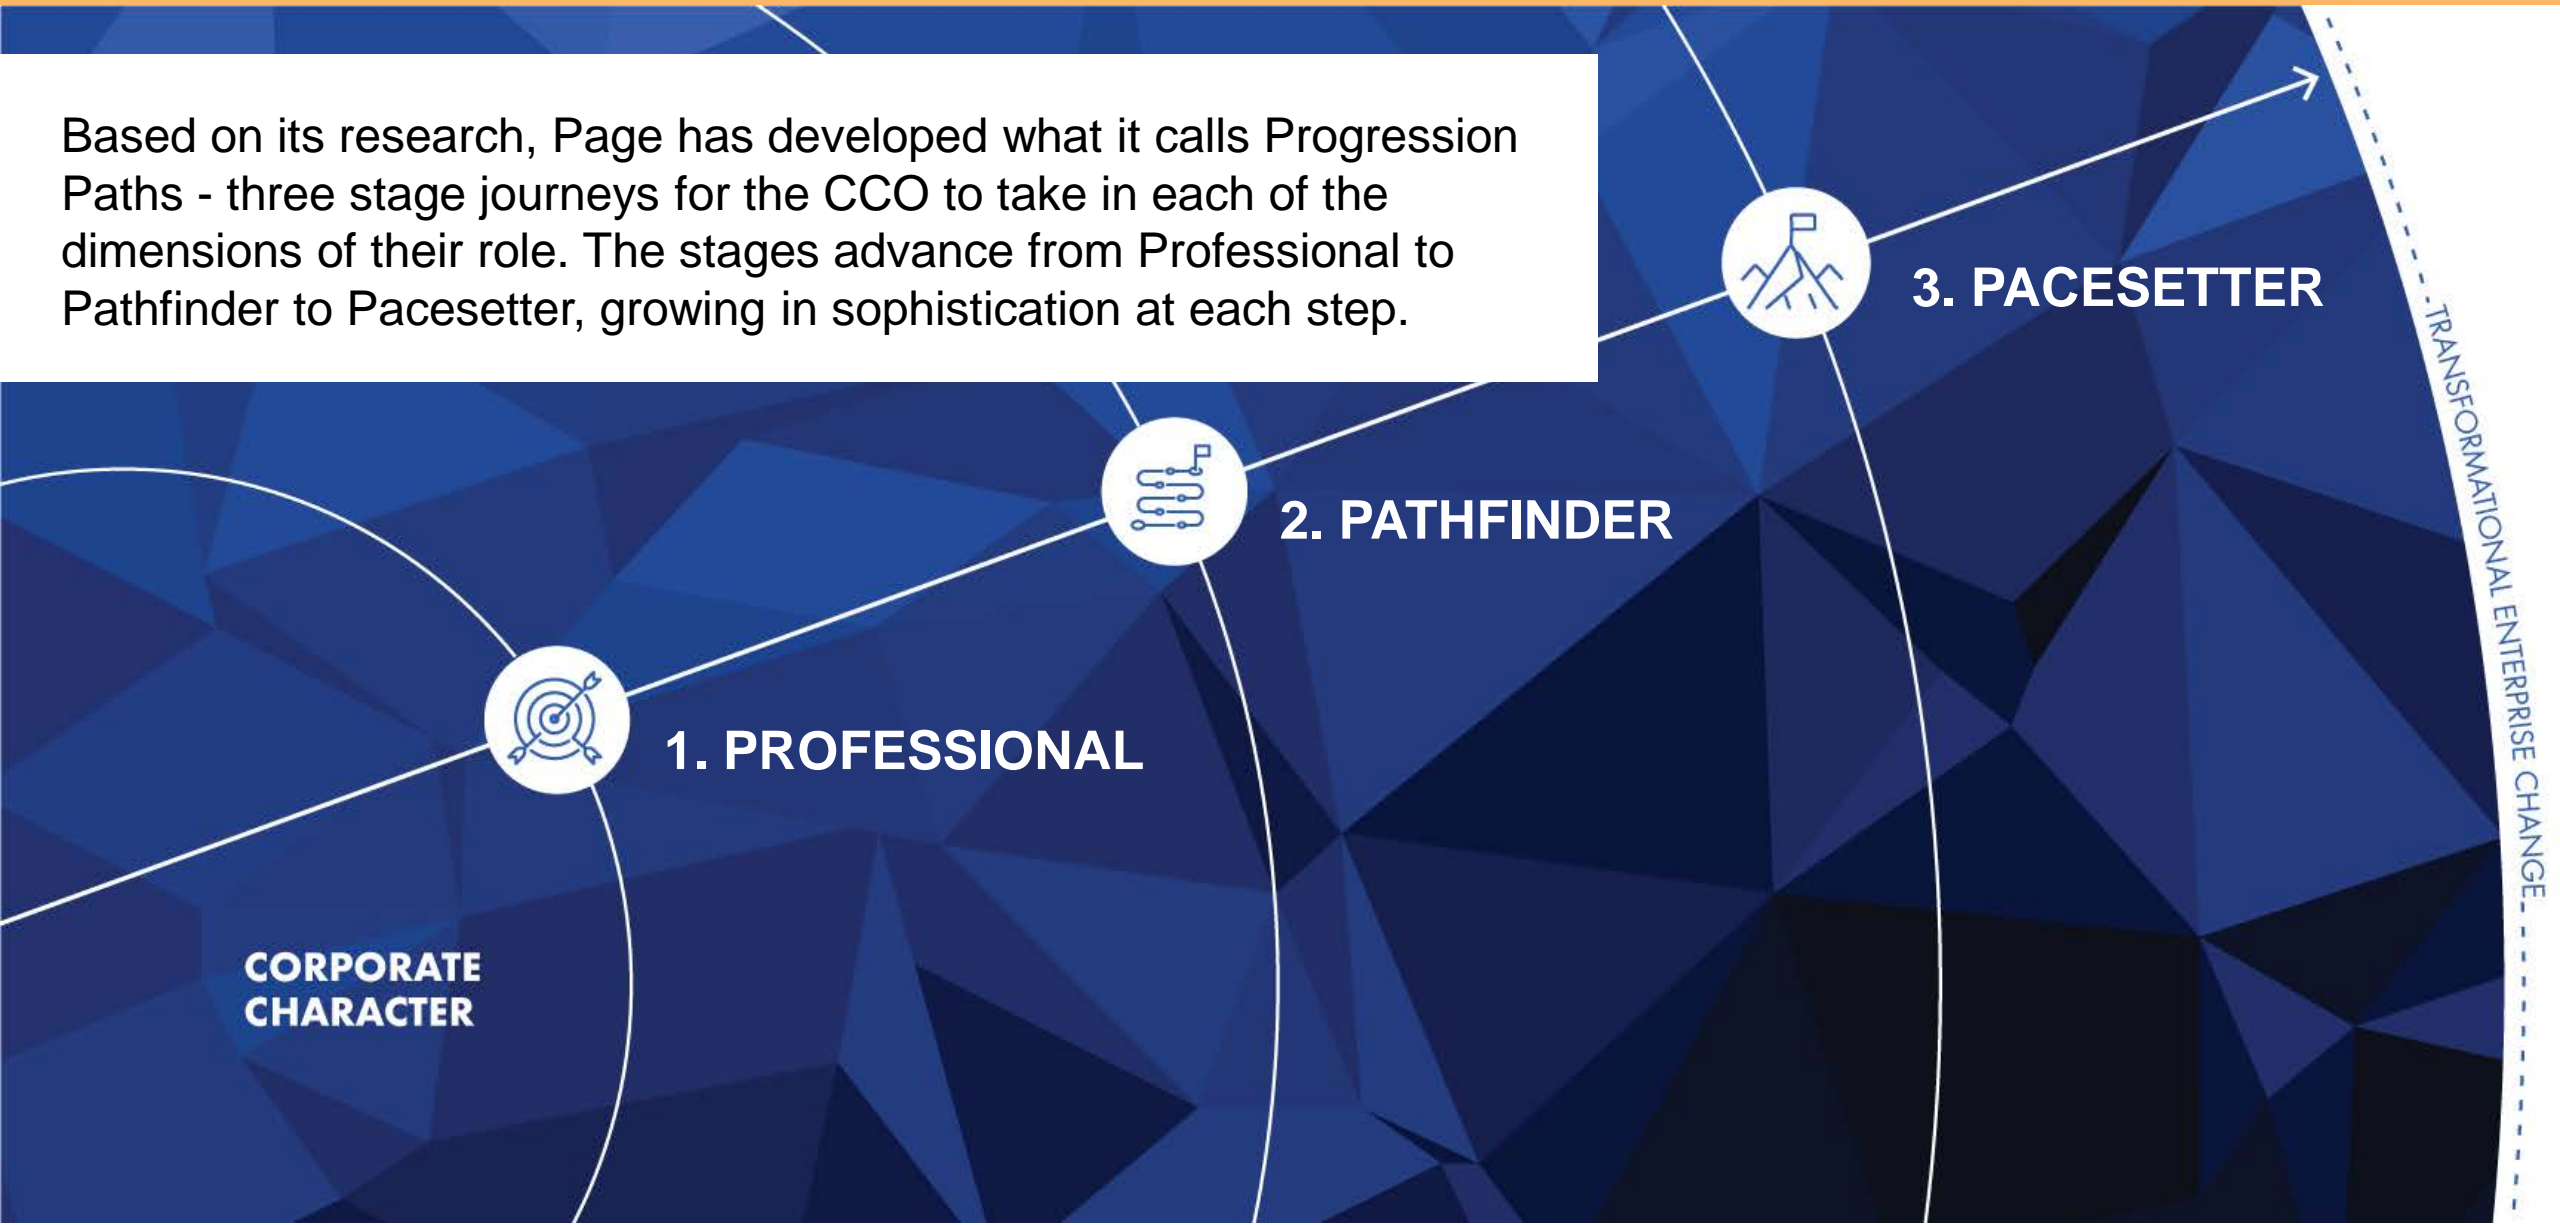 Based on its research, Page has developed what it calls Progression
Paths - three stage journeys for the CCO to take in each of the
dimensions of their role. The stages advance from Professional to
Pathfinder to Pacesetter, growing in sophistication at each step.
3. PACESETTER
2. PATHFINDER
1. PROFESSIONAL
CORPORATE
CHARACTER
TRANSFORMATIONAL ENTERPRISE CHANGE